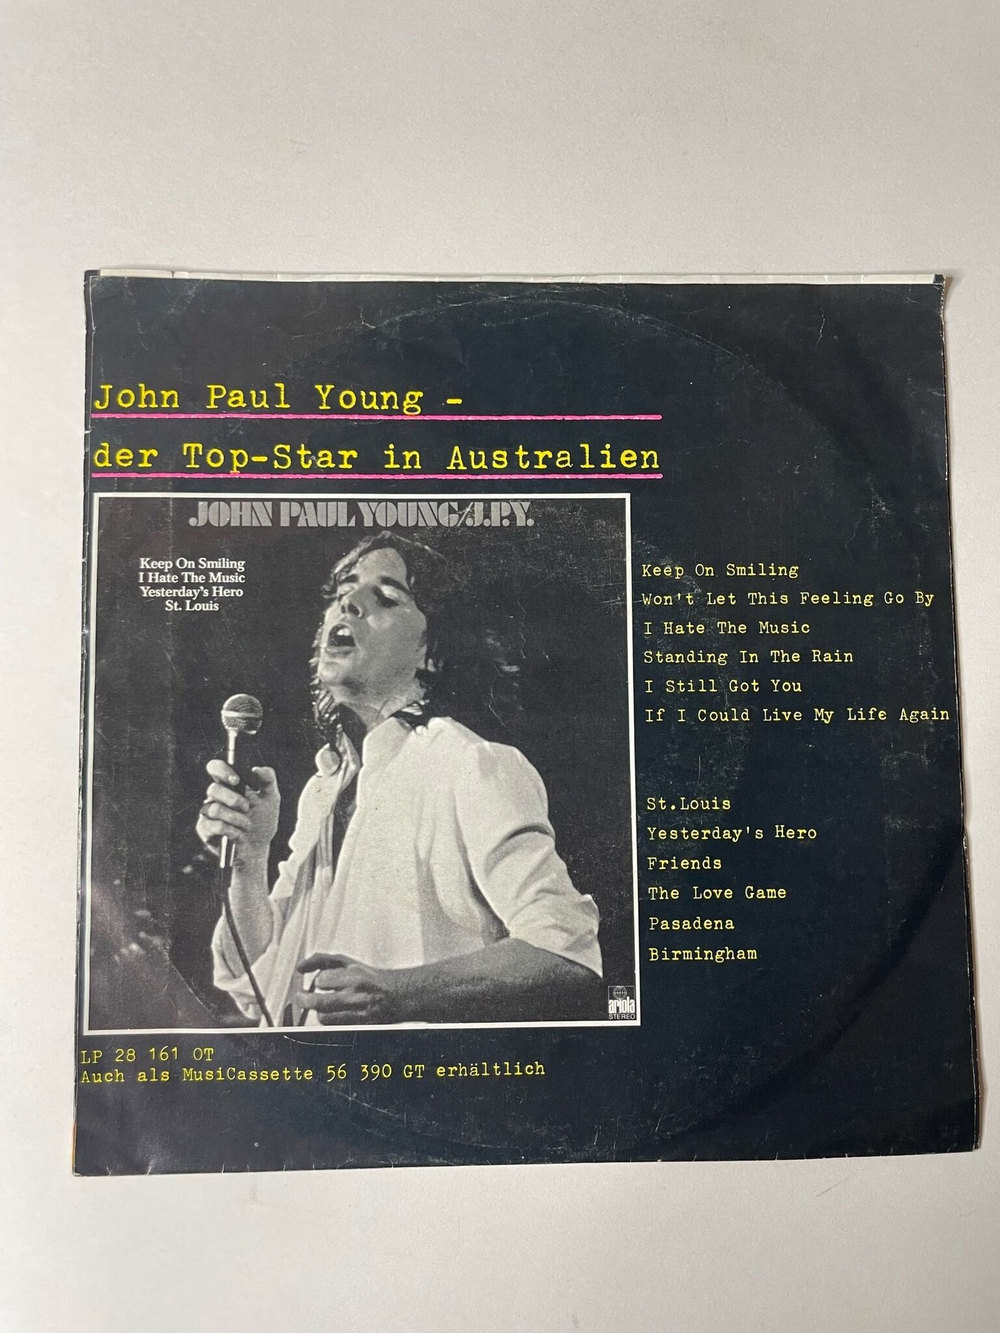 John Paul Young -
der Top-Star in Australien
JOHN PAUL YOUNG/J.P.Y.
Keep On Smiling
I Hate The Music
Yesterday's Hero
St. Louis
ariola
STEREO
Keep On Smiling
Won't Let This Feeling Go By
I Hate The Music
Standing In The Rain
I Still Got You
If I Could Live My Life Again
St.Louis
Yesterday's Hero
Friends
The Love Game
Pasadena
Birmingham
LP 28 161 OT
Auch als MusiCassette 56 390 GT erhältlich